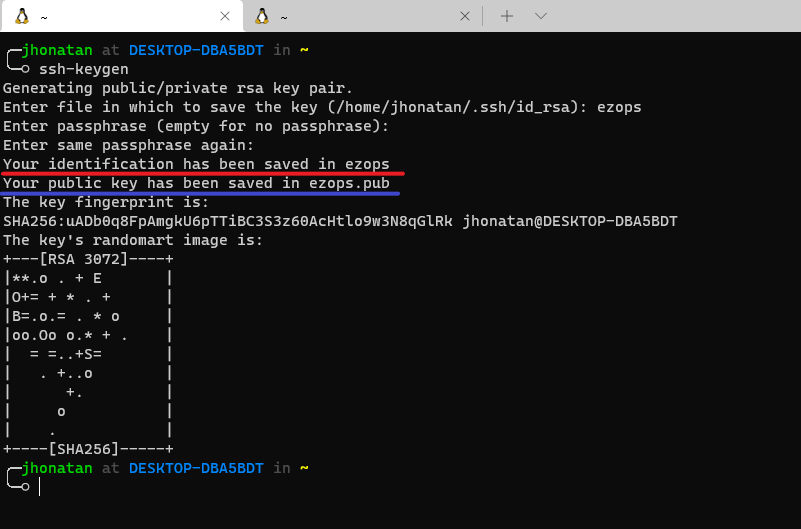 ~ ~
jhonatan at DESKTOP-DBA5BDT in ~
ssh-keygen
Generating public/private rsa key pair.
Enter file in which to save the key (/home/jhonatan/.ssh/id_rsa): ezops
Enter passphrase (empty for no passphrase):
Enter same passphrase again:
Your identification has been saved in ezops
Your public key has been saved in ezops.pub
The key fingerprint is:
SHA256:uADb0q8FpAmgkU6pTTiBC3S3z60AcHtlo9w3N8qGlRk jhonatan@DESKTOP-DBA5BDT
The key's randomart image is:
+---[RSA 3072]----+
|**.o . + E       |
|O+= + * . +      |
|B=.o.= . * o     |
|oo.Oo o.* + .    |
|  = =..+S=       |
|   . +..o        |
|      +.         |
|     o           |
|    .            |
+----[SHA256]-----+
jhonatan at DESKTOP-DBA5BDT in ~